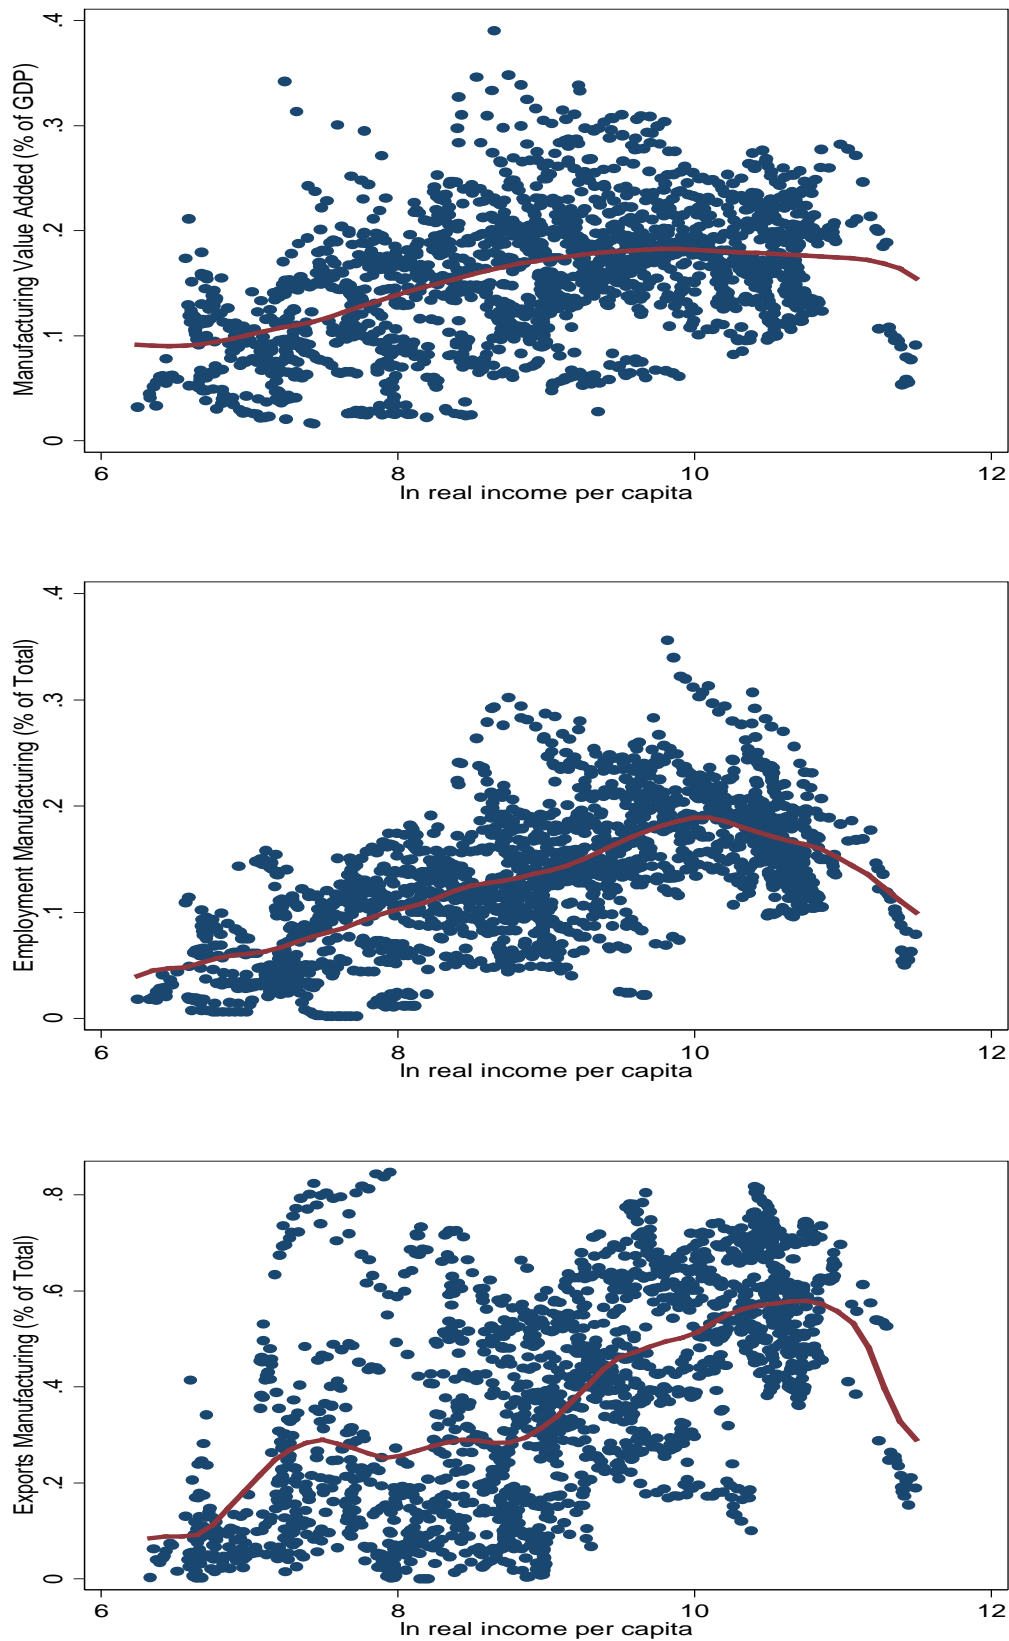 Manufacturing Value Added (% of GDP)
.4
.3
.2
.1
0
6 8 10 12
ln real income per capita
Employment Manufacturing (% of Total)
.4
.3
.2
.1
0
6 8 10 12
ln real income per capita
Exports Manufacturing (% of Total)
.8
.6
.4
.2
0
6 8 10 12
ln real income per capita